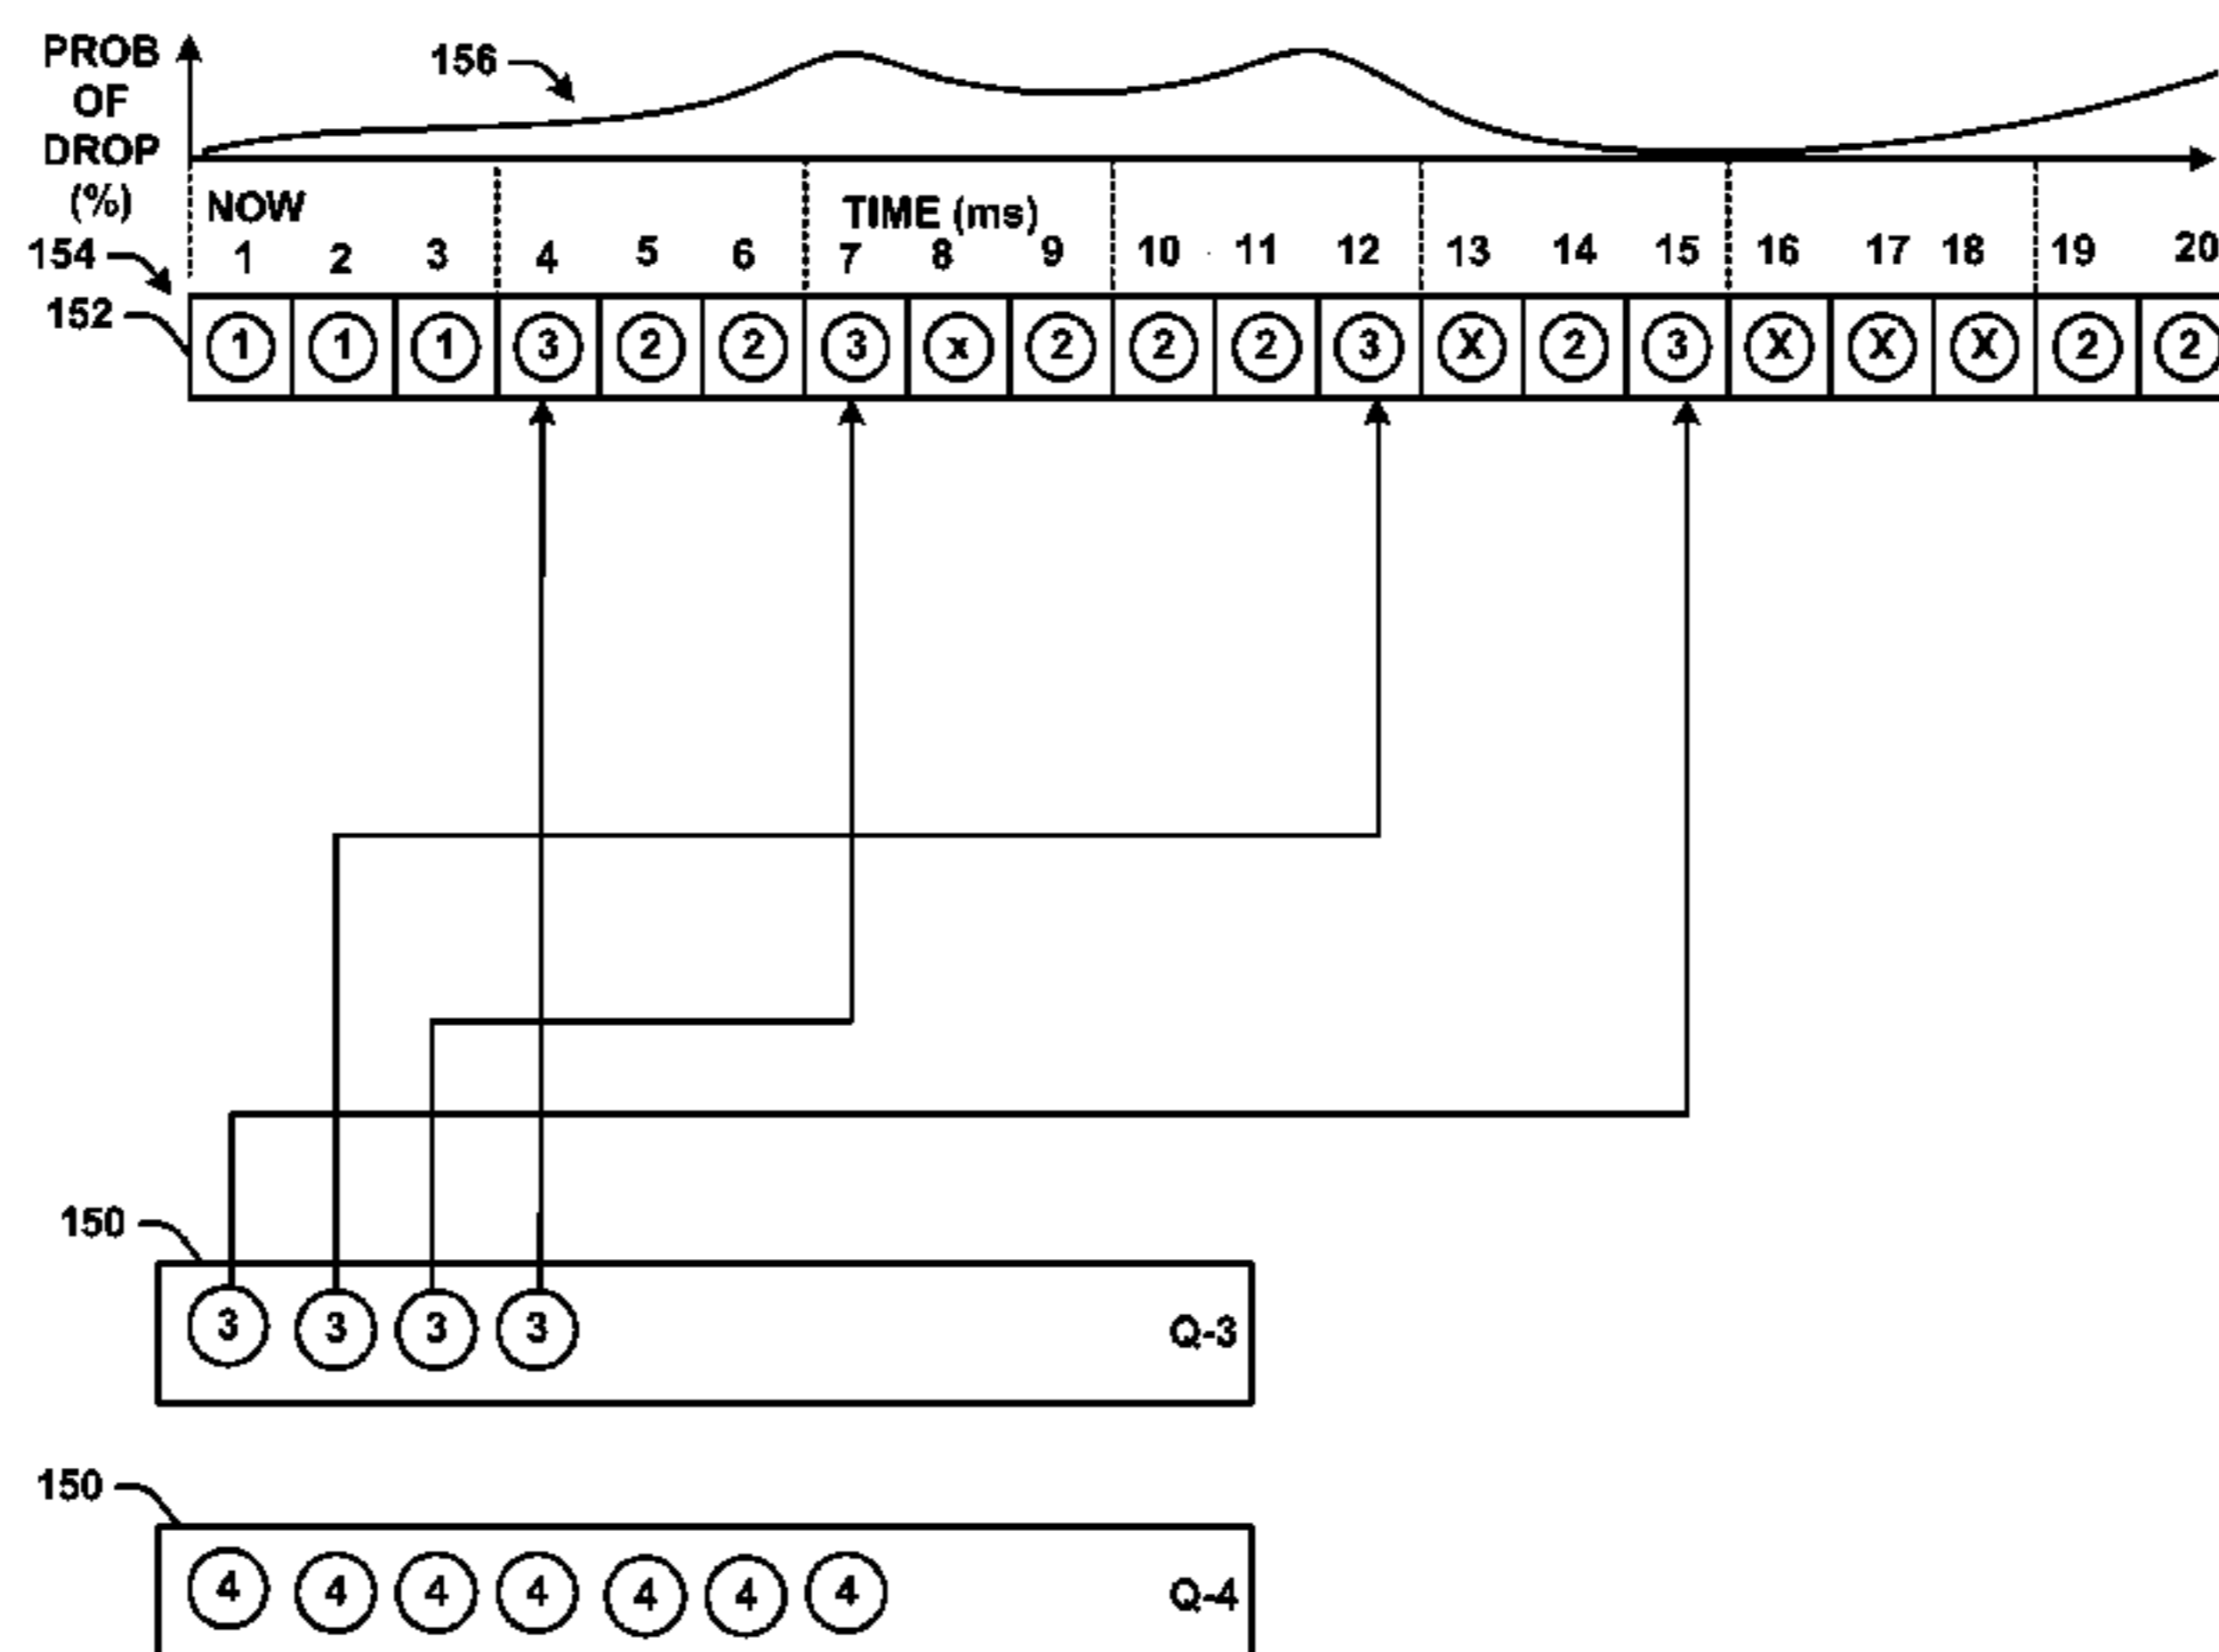 PROB
OF
DROP
(%)
156
NOW
TIME (ms)
1 2 3 4 5 6 7 8 9 10 11 12 13 14 15 16 17 18 19 20
154
152
1 1 1 3 2 2 3 x 2 2 2 3 X 2 3 X X X 2 2
150
3 3 3 3 Q-3
150
4 4 4 4 4 4 4 Q-4